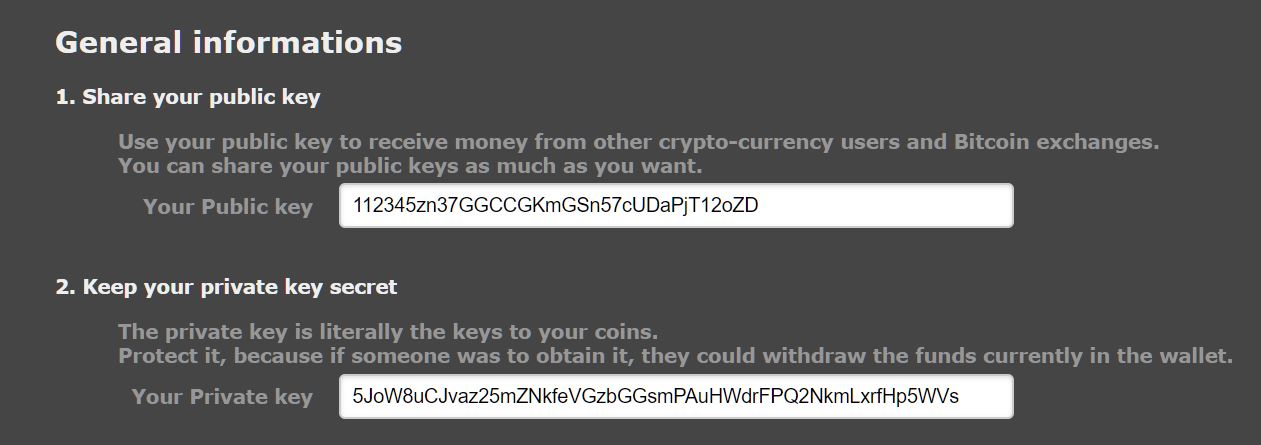 General informations
1. Share your public key
Use your public key to receive money from other crypto-currency users and Bitcoin exchanges.
You can share your public keys as much as you want.
Your Public key 112345zn37GGCCGKmGSn57cUDaPjT12oZD
2. Keep your private key secret
The private key is literally the keys to your coins.
Protect it, because if someone was to obtain it, they could withdraw the funds currently in the wallet.
Your Private key 5JoW8uCJvaz25mZNkfeVGzbGGsmPAuHWdrFPQ2NkmLxrfHp5WVs